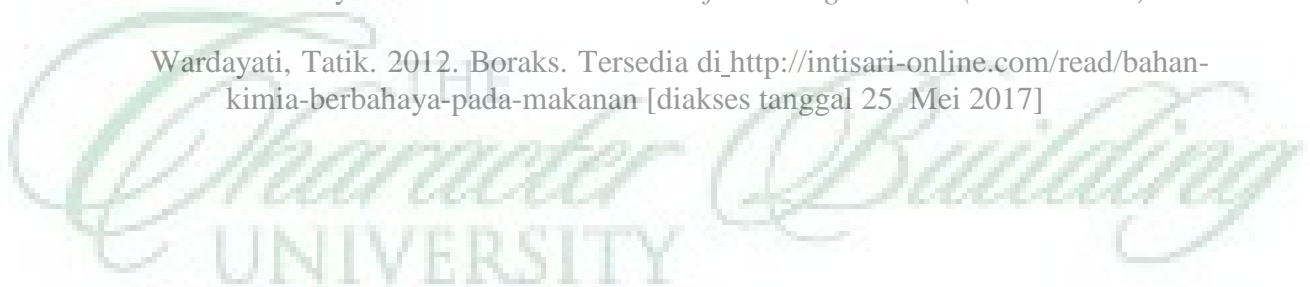 Wardayati, Tatik. 2012. Boraks. Tersedia di http://intisari-online.com/read/bahan-
kimia-berbahaya-pada-makanan [diakses tanggal 25 Mei 2017]
THE
Character Building
UNIVERSITY